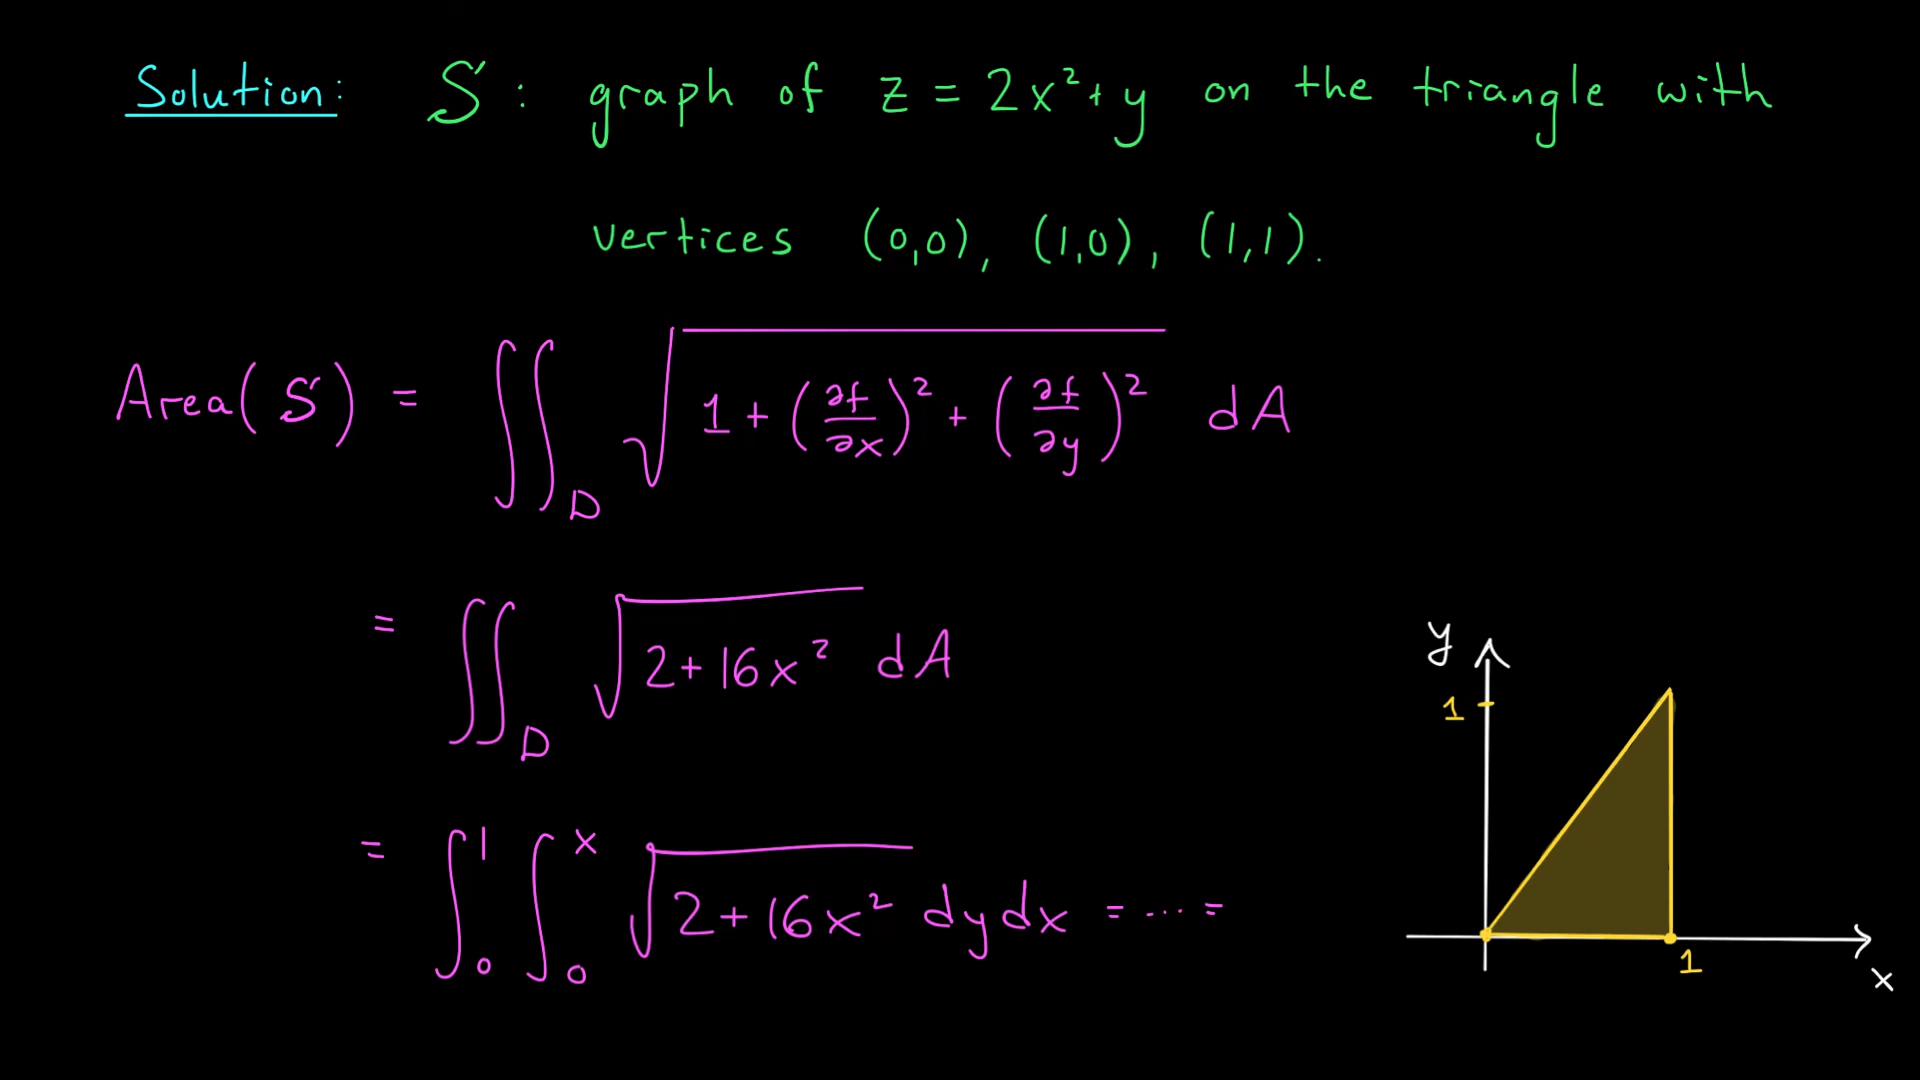 Solution: S: graph of z = 2x² + y on the triangle with
vertices (0,0), (1,0), (1,1).
Area(S) = ∬_D √(1 + (∂f/∂x)² + (∂f/∂y)²) dA
= ∬_D √(2 + 16x²) dA
= ∫₀¹ ∫₀ˣ √(2 + 16x²) dy dx = ⋯ =
y
1
1
x